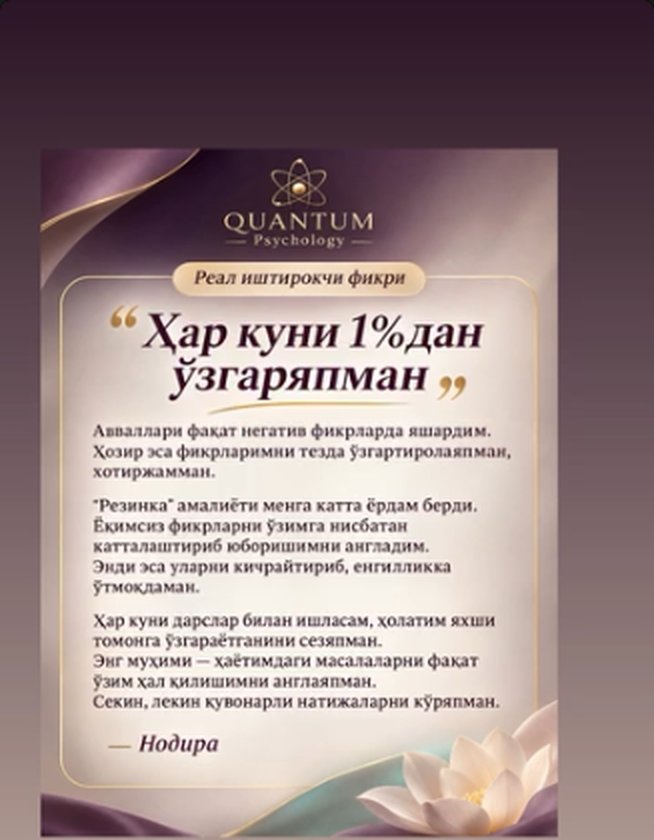 QUANTUM
Psychology
Реал иштирокчи фикри
“Ҳар куни 1%дан
ўзгаряпман”
Авваллари фақат негатив фикрларда яшардим.
Ҳозир эса фикрларимни тезда ўзгартиролаяпман,
хотиржамман.
“Резинка” амалиёти менга катта ёрдам берди.
Ёқимсиз фикрларни ўзимга нисбатан
катталаштириб юборишимни англадим.
Энди эса уларни кичрайтириб, енгилликка
ўтмоқдаман.
Ҳар куни дарслар билан ишласам, ҳолатим яхши
томонга ўзгараётганини сезяпман.
Энг муҳими — ҳаётимдаги масалаларни фақат
ўзим ҳал қилишимни англаяпман.
Секин, лекин қувонарли натижаларни кўряпман.
— Нодира